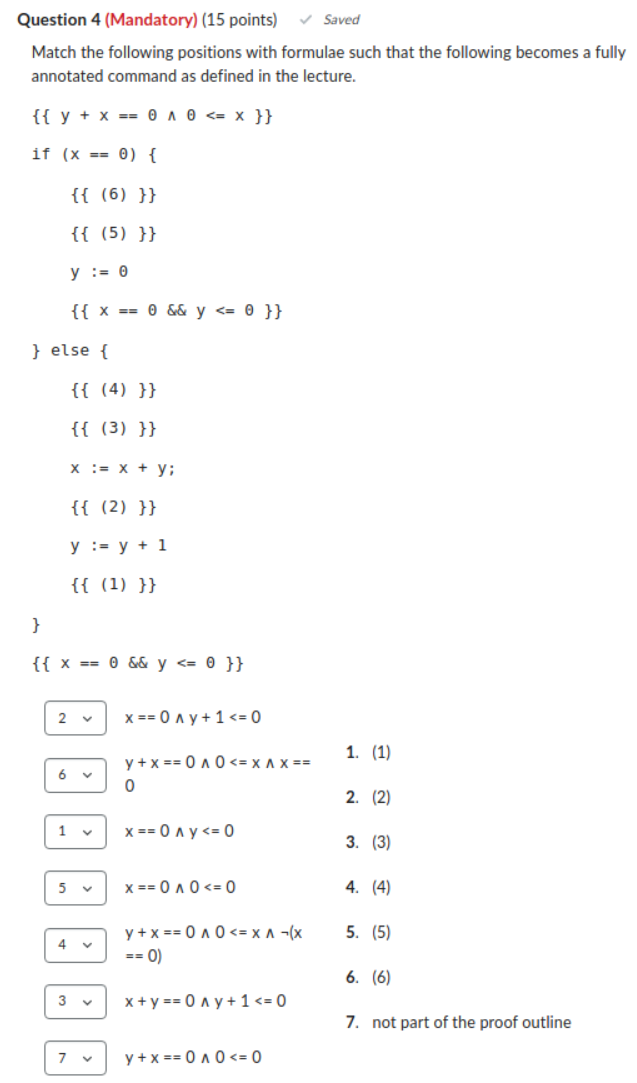 Question 4 (Mandatory) (15 points) ✓ Saved
Match the following positions with formulae such that the following becomes a fully
annotated command as defined in the lecture.
{{ y + x == 0 ∧ 0 <= x }}
if (x == 0) {
{{ (6) }}
{{ (5) }}
y := 0
{{ x == 0 && y <= 0 }}
} else {
{{ (4) }}
{{ (3) }}
x := x + y;
{{ (2) }}
y := y + 1
{{ (1) }}
}
{{ x == 0 && y <= 0 }}
2 x == 0 ∧ y + 1 <= 0
6 y + x == 0 ∧ 0 <= x ∧ x ==
0
1 x == 0 ∧ y <= 0
5 x == 0 ∧ 0 <= 0
4 y + x == 0 ∧ 0 <= x ∧ ¬(x
== 0)
3 x + y == 0 ∧ y + 1 <= 0
7 y + x == 0 ∧ 0 <= 0
1. (1)
2. (2)
3. (3)
4. (4)
5. (5)
6. (6)
7. not part of the proof outline